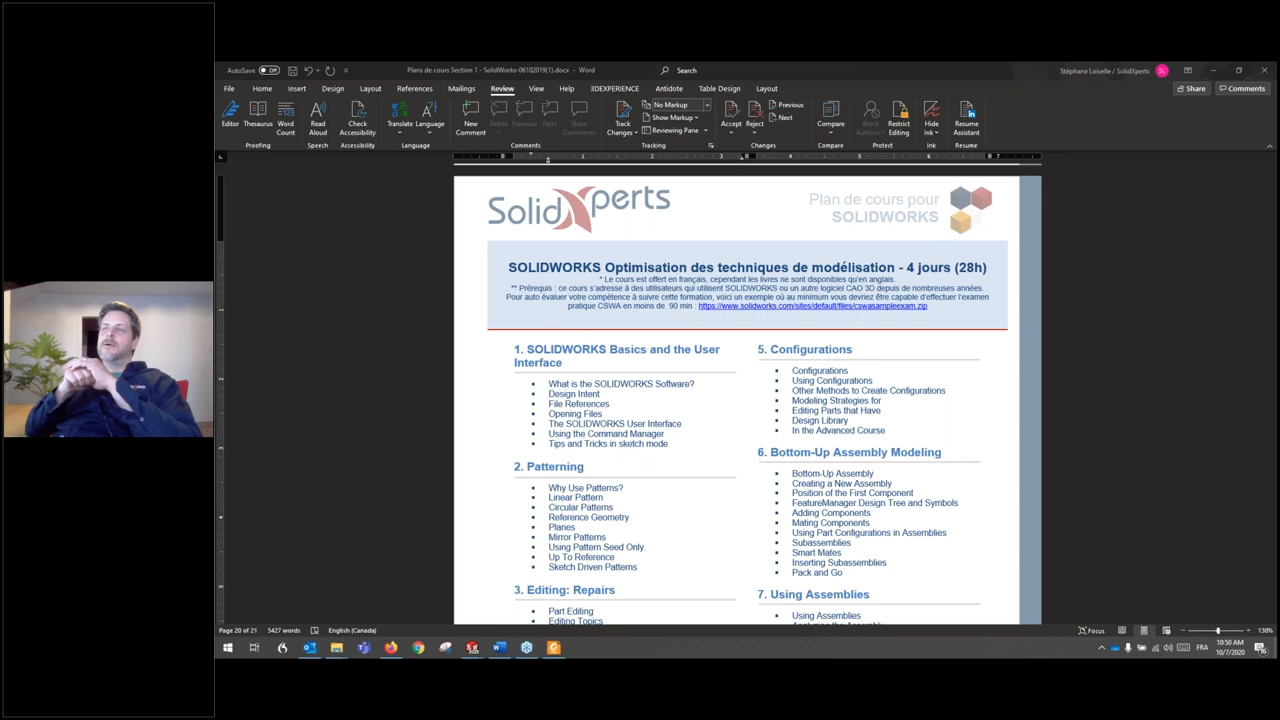 AutoSave Off
Plans de cours Section 1 - SolidWorks-06102019(1).docx - Word
Search
Stéphane Loiselle / SolidXperts
SL
File Home Insert Design Layout References Mailings Review View Help 3DEXPERIENCE Antidote Table Design Layout
Share Comments
Editor Thesaurus Word Count
Read Aloud
Check Accessibility
Translate Language
New Comment Delete Previous Next Show Comments
Track Changes
No Markup
Show Markup
Reviewing Pane
Accept Reject
Previous
Next
Compare
Block Authors Restrict Editing
Hide Ink
Resume Assistant
Proofing Speech Accessibility Language Comments Tracking Changes Compare Protect Ink Resume
SolidXperts
Plan de cours pour
SOLIDWORKS
SOLIDWORKS Optimisation des techniques de modélisation - 4 jours (28h)
* Le cours est offert en français, cependant les livres ne sont disponibles qu'en anglais.
** Prérequis : ce cours s'adresse à des utilisateurs qui utilisent SOLIDWORKS ou un autre logiciel CAO 3D depuis de nombreuses années.
Pour auto évaluer votre compétence à suivre cette formation, voici un exemple où au minimum vous devriez être capable d'effectuer l'examen
pratique CSWA en moins de 90 min : https://www.solidworks.com/sites/default/files/cswasampleexam.zip
1. SOLIDWORKS Basics and the User
Interface
What is the SOLIDWORKS Software?
Design Intent
File References
Opening Files
The SOLIDWORKS User Interface
Using the Command Manager
Tips and Tricks in sketch mode
2. Patterning
Why Use Patterns?
Linear Pattern
Circular Patterns
Reference Geometry
Planes
Mirror Patterns
Using Pattern Seed Only.
Up To Reference
Sketch Driven Patterns
3. Editing: Repairs
Part Editing
Editing Topics
5. Configurations
Configurations
Using Configurations
Other Methods to Create Configurations
Modeling Strategies for
Editing Parts that Have
Design Library
In the Advanced Course
6. Bottom-Up Assembly Modeling
Bottom-Up Assembly
Creating a New Assembly
Position of the First Component
FeatureManager Design Tree and Symbols
Adding Components
Mating Components
Using Part Configurations in Assemblies
Subassemblies
Smart Mates
Inserting Subassemblies
Pack and Go
7. Using Assemblies
Using Assemblies
Page 20 of 21 5427 words English (Canada)
Focus
130%
FRA
10:50 AM
10/7/2020